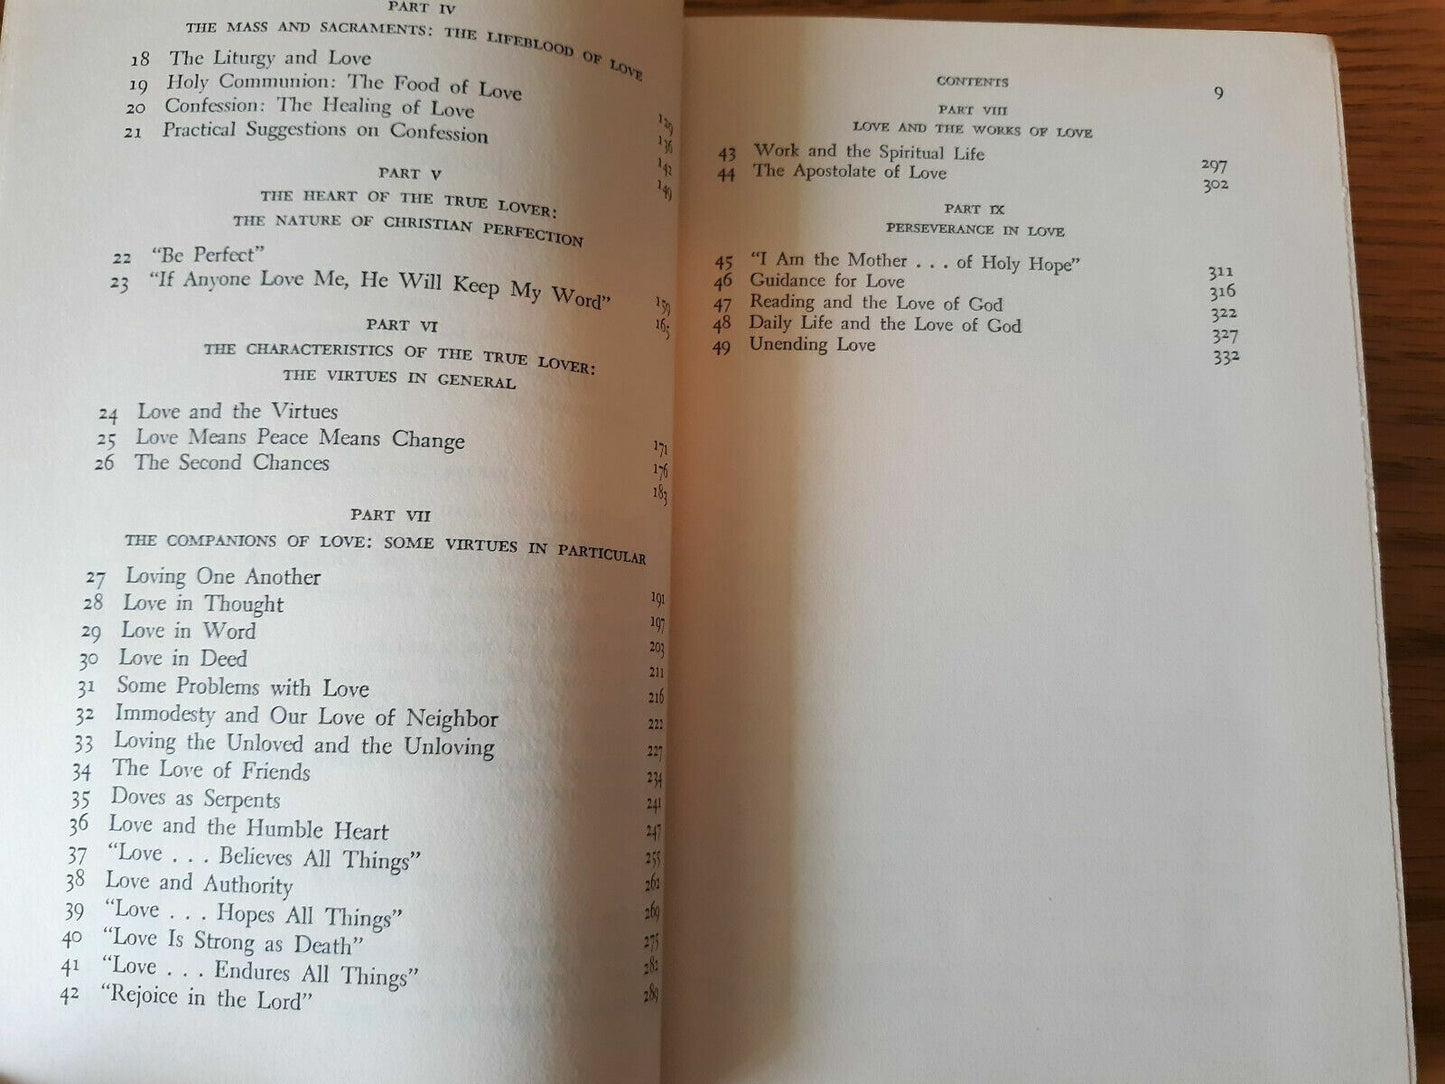 PART IV
THE MASS AND SACRAMENTS: THE LIFEBLOOD OF LOVE
18 The Liturgy and Love 129
19 Holy Communion: The Food of Love 136
20 Confession: The Healing of Love 142
21 Practical Suggestions on Confession 149
PART V
THE HEART OF THE TRUE LOVER:
THE NATURE OF CHRISTIAN PERFECTION
22 “Be Perfect” 159
23 “If Anyone Love Me, He Will Keep My Word” 165
PART VI
THE CHARACTERISTICS OF THE TRUE LOVER:
THE VIRTUES IN GENERAL
24 Love and the Virtues 171
25 Love Means Peace Means Change 176
26 The Second Chances 183
PART VII
THE COMPANIONS OF LOVE: SOME VIRTUES IN PARTICULAR
27 Loving One Another 191
28 Love in Thought 197
29 Love in Word 203
30 Love in Deed 211
31 Some Problems with Love 216
32 Immodesty and Our Love of Neighbor 222
33 Loving the Unloved and the Unloving 227
34 The Love of Friends 234
35 Doves as Serpents 241
36 Love and the Humble Heart 247
37 “Love . . . Believes All Things” 255
38 Love and Authority 262
39 “Love . . . Hopes All Things” 269
40 “Love Is Strong as Death” 275
41 “Love . . . Endures All Things” 282
42 “Rejoice in the Lord” 289
CONTENTS 9
PART VIII
LOVE AND THE WORKS OF LOVE
43 Work and the Spiritual Life 297
44 The Apostolate of Love 302
PART IX
PERSEVERANCE IN LOVE
45 “I Am the Mother . . . of Holy Hope” 311
46 Guidance for Love 316
47 Reading and the Love of God 322
48 Daily Life and the Love of God 327
49 Unending Love 332